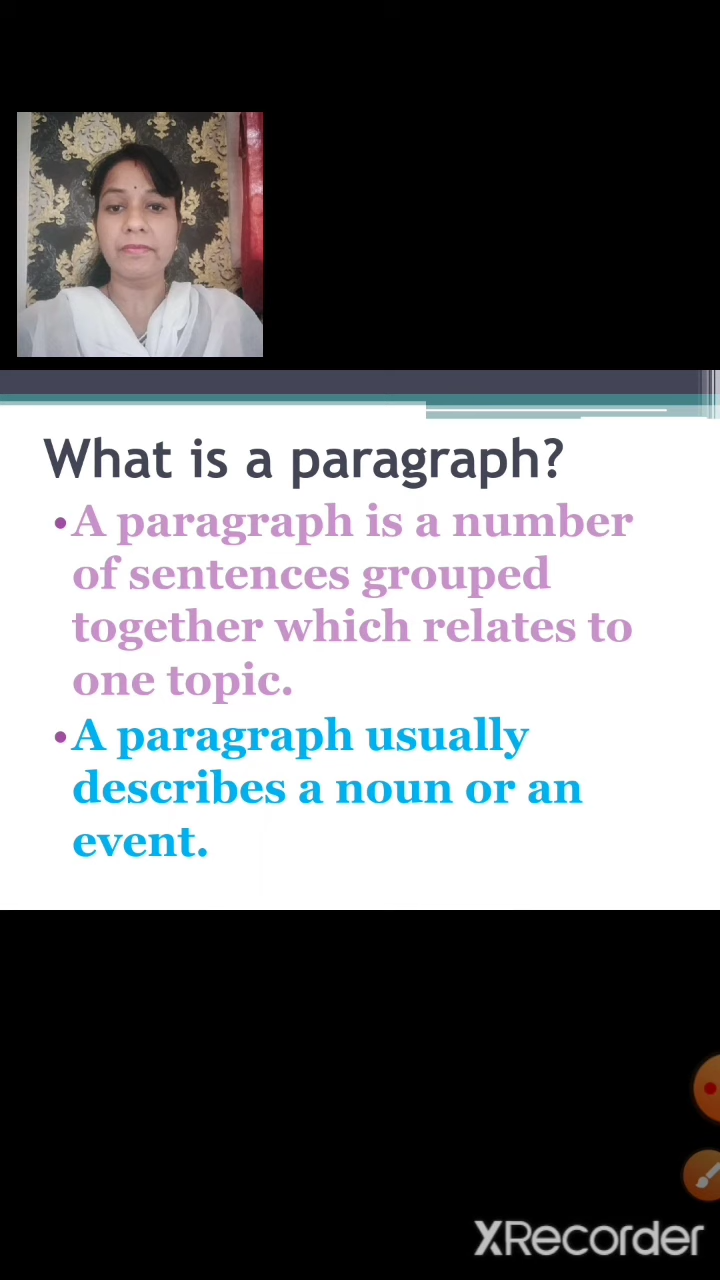 What is a paragraph?
•A paragraph is a number
of sentences grouped
together which relates to
one topic.
•A paragraph usually
describes a noun or an
event.
XRecorder